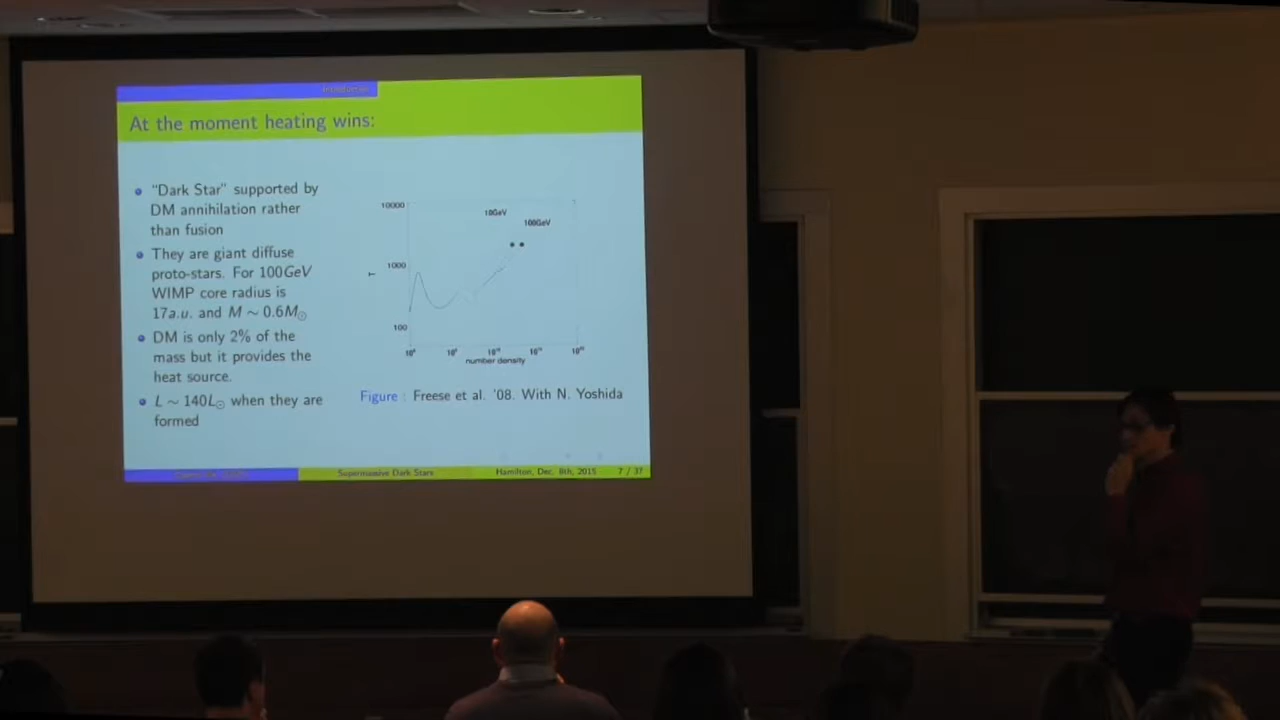 Introduction
At the moment heating wins:
"Dark Star" supported by
DM annihilation rather
than fusion
They are giant diffuse
proto-stars. For 100GeV
WIMP core radius is
17a.u. and M ∼ 0.6M⊙
DM is only 2% of the
mass but it provides the
heat source.
L ∼ 140L⊙ when they are
formed
10000
1000
100
T
10GeV
100GeV
number density
Figure : Freese et al. '08. With N. Yoshida
Supermassive Dark Stars
Hamilton, Dec. 8th, 2015
7 / 37